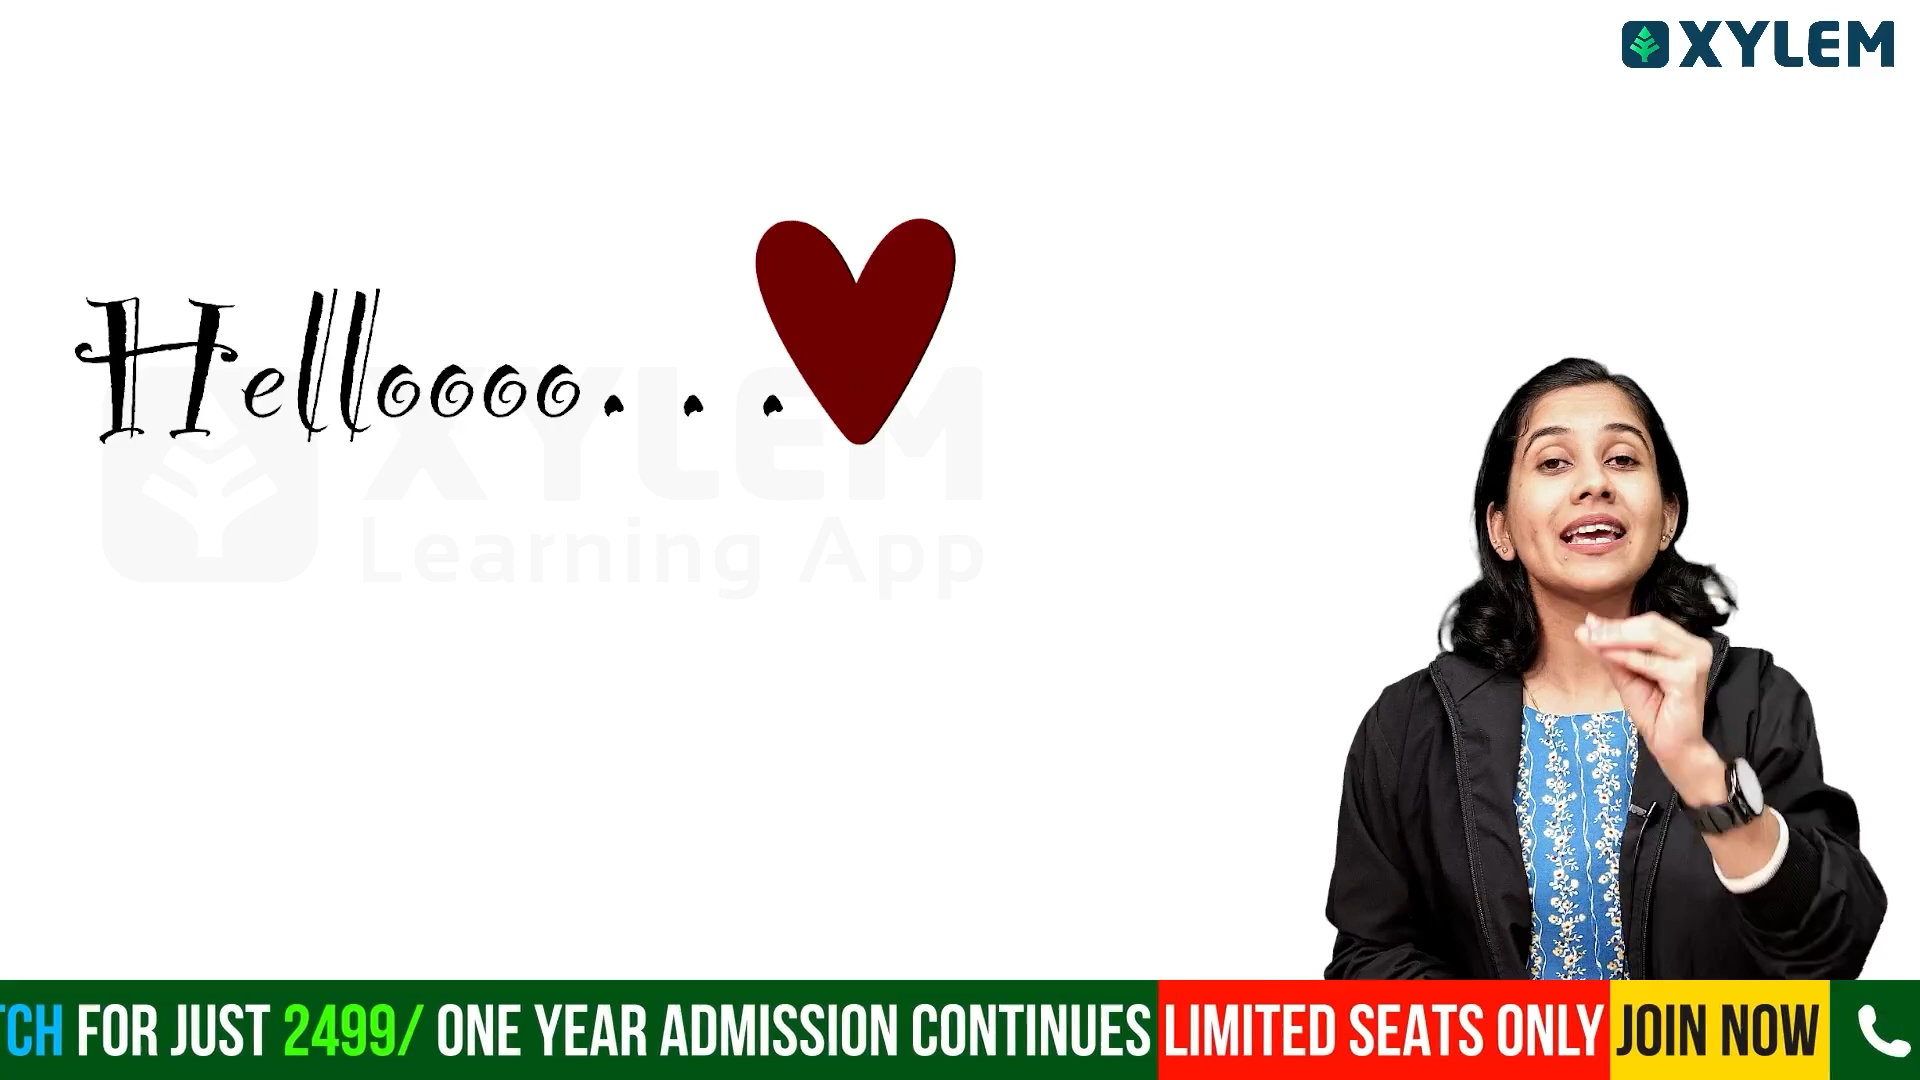 XYLEM
Helloooo...
XYLEM
Learning App
TCH FOR JUST 2499/ ONE YEAR ADMISSION CONTINUES LIMITED SEATS ONLY JOIN NOW